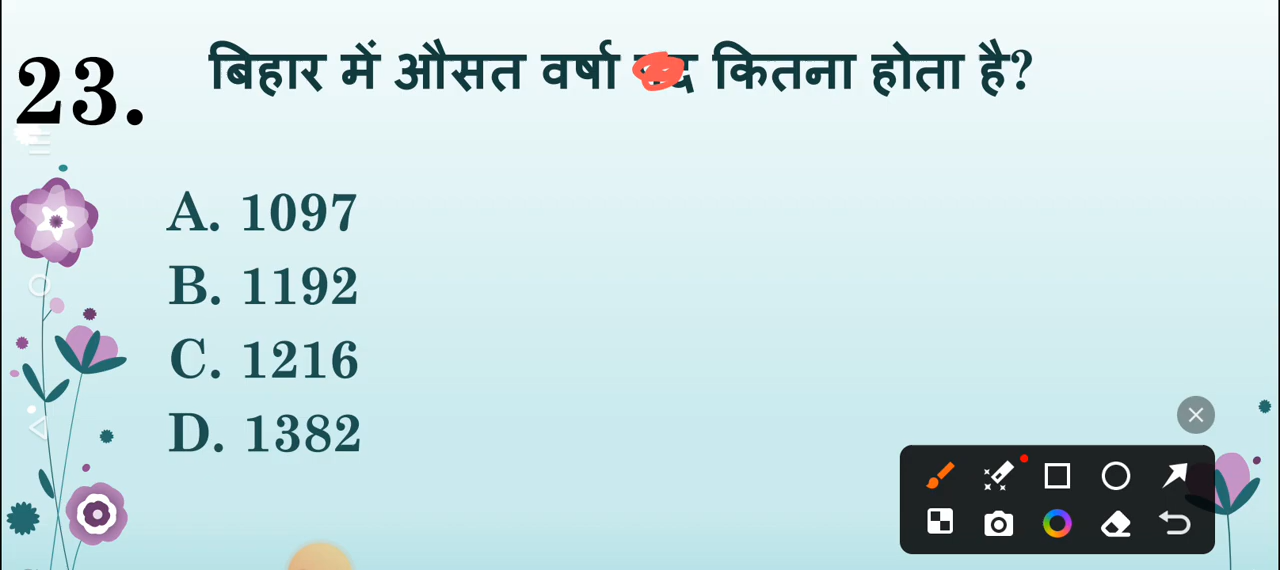 23. बिहार में औसत वर्षा कितना होता है?
A. 1097
B. 1192
C. 1216
D. 1382